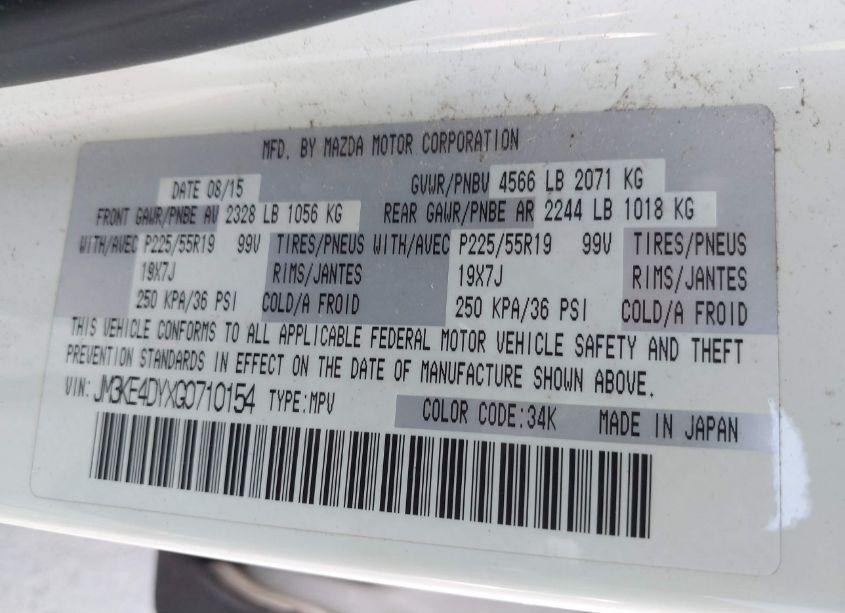 MFD. BY MAZDA MOTOR CORPORATION
DATE 08/15 GVWR/PNBV 4566 LB 2071 KG
FRONT GAWR/PNBE AV 2328 LB 1056 KG REAR GAWR/PNBE AR 2244 LB 1018 KG
WITH/AVEC P225/55R19 99V TIRES/PNEUS WITH/AVEC P225/55R19 99V TIRES/PNEUS
19X7J RIMS/JANTES 19X7J RIMS/JANTES
250 KPA/36 PSI COLD/A FROID 250 KPA/36 PSI COLD/A FROID
THIS VEHICLE CONFORMS TO ALL APPLICABLE FEDERAL MOTOR VEHICLE SAFETY AND THEFT
PREVENTION STANDARDS IN EFFECT ON THE DATE OF MANUFACTURE SHOWN ABOVE.
VIN: JM3KE4DYXG0710154 TYPE:MPV
COLOR CODE:34K MADE IN JAPAN